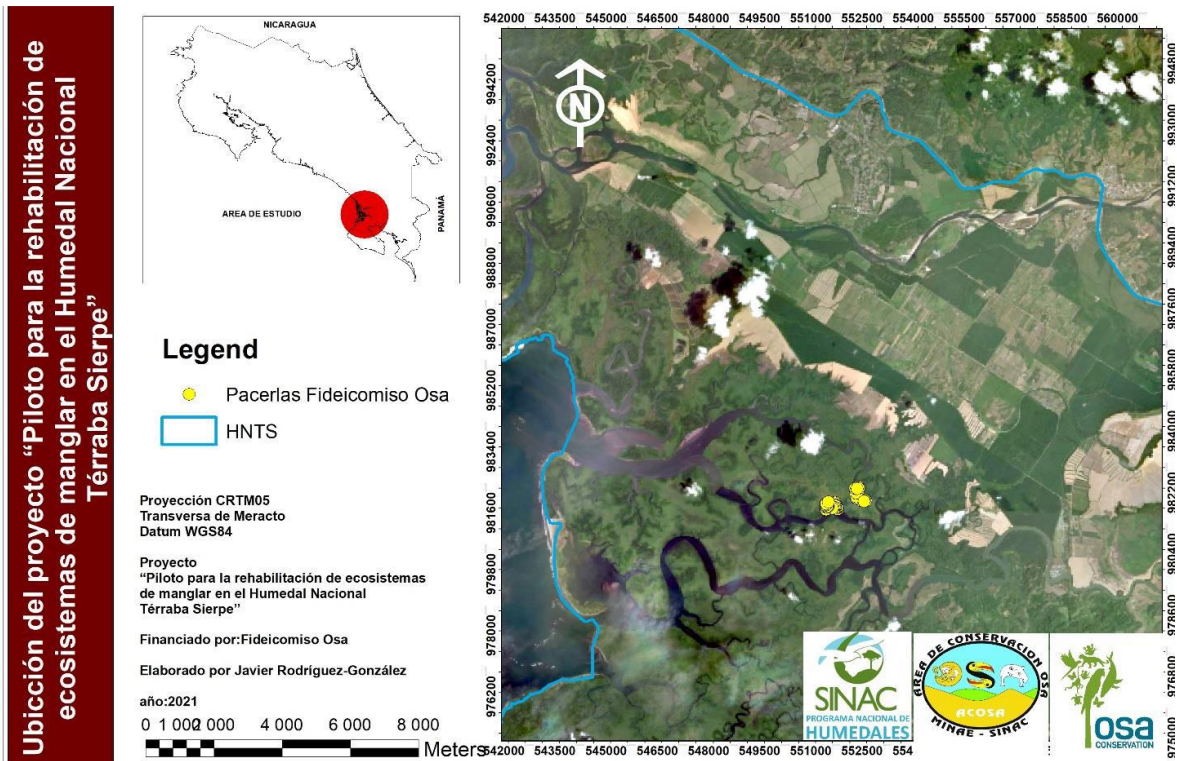 Ubicción del proyecto “Piloto para la rehabilitación de
ecosistemas de manglar en el Humedal Nacional
Térraba Sierpe”
NICARAGUA
AREA DE ESTUDIO
PANAMÁ
Legend
Pacerlas Fideicomiso Osa
HNTS
Proyección CRTM05
Transversa de Meracto
Datum WGS84
Proyecto
“Piloto para la rehabilitación de ecosistemas
de manglar en el Humedal Nacional
Térraba Sierpe”
Financiado por:Fideicomiso Osa
Elaborado por Javier Rodríguez-González
año:2021
0 1 000 2 000 4 000 6 000 8 000
Meters
542000 543500 545000 546500 548000 549500 551000 552500 554000 555500 557000 558500 560000
994200
992400
990600
988800
987000
985200
983400
981600
979800
978000
976200
994800
993000
991200
989400
987600
985800
984000
982200
980400
978600
976800
975000
542000 543500 545000 546500 548000 549500 551000 552500 554
SINAC
PROGRAMA NACIONAL DE
HUMEDALES
AREA DE CONSERVACION OSA
ACOSA
MINAE - SINAC
osa
CONSERVATION
N